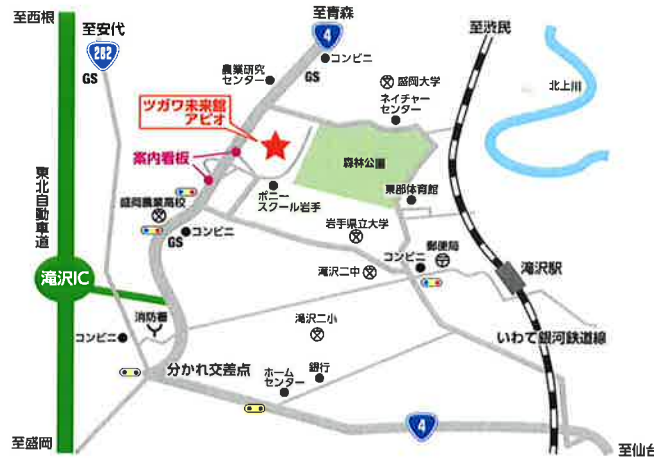 至西根
至安代
282
GS
至青森
4
コンビニ
GS
農業研究
センター
至渋民
北上川
盛岡大学
ネイチャー
センター
ツガワ未来館
アピオ
案内看板
森林公園
東北自動車道
盛岡農業高校
ポニー
スクール岩手
東部体育館
GS
コンビニ
岩手県立大学
郵便局
滝沢二中
コンビニ
滝沢駅
滝沢IC
消防署
コンビニ
滝沢二小
いわて銀河鉄道線
分かれ交差点
ホーム
センター
銀行
4
至盛岡
至仙台